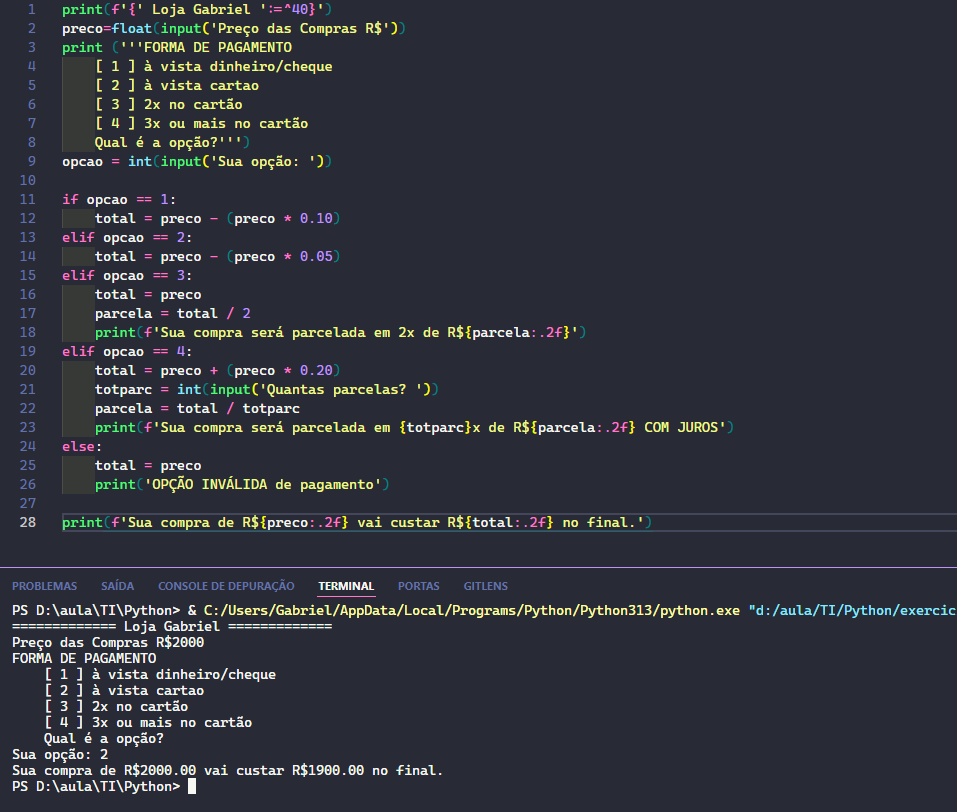 1 print(f'{' Loja Gabriel ':=^40}')
2 preco=float(input('Preço das Compras R$'))
3 print ('''FORMA DE PAGAMENTO
4     [ 1 ] à vista dinheiro/cheque
5     [ 2 ] à vista cartao
6     [ 3 ] 2x no cartão
7     [ 4 ] 3x ou mais no cartão
8     Qual é a opção?''')
9 opcao = int(input('Sua opção: '))
10
11 if opcao == 1:
12     total = preco - (preco * 0.10)
13 elif opcao == 2:
14     total = preco - (preco * 0.05)
15 elif opcao == 3:
16     total = preco
17     parcela = total / 2
18     print(f'Sua compra será parcelada em 2x de R${parcela:.2f}')
19 elif opcao == 4:
20     total = preco + (preco * 0.20)
21     totparc = int(input('Quantas parcelas? '))
22     parcela = total / totparc
23     print(f'Sua compra será parcelada em {totparc}x de R${parcela:.2f} COM JUROS')
24 else:
25     total = preco
26     print('OPÇÃO INVÁLIDA de pagamento')
27
28 print(f'Sua compra de R${preco:.2f} vai custar R${total:.2f} no final.')
PROBLEMAS SAÍDA CONSOLE DE DEPURAÇÃO TERMINAL PORTAS GITLENS
PS D:\aula\TI\Python> & C:/Users/Gabriel/AppData/Local/Programs/Python/Python313/python.exe "d:/aula/TI/Python/exercic
============= Loja Gabriel =============
Preço das Compras R$2000
FORMA DE PAGAMENTO
    [ 1 ] à vista dinheiro/cheque
    [ 2 ] à vista cartao
    [ 3 ] 2x no cartão
    [ 4 ] 3x ou mais no cartão
    Qual é a opção?
Sua opção: 2
Sua compra de R$2000.00 vai custar R$1900.00 no final.
PS D:\aula\TI\Python>